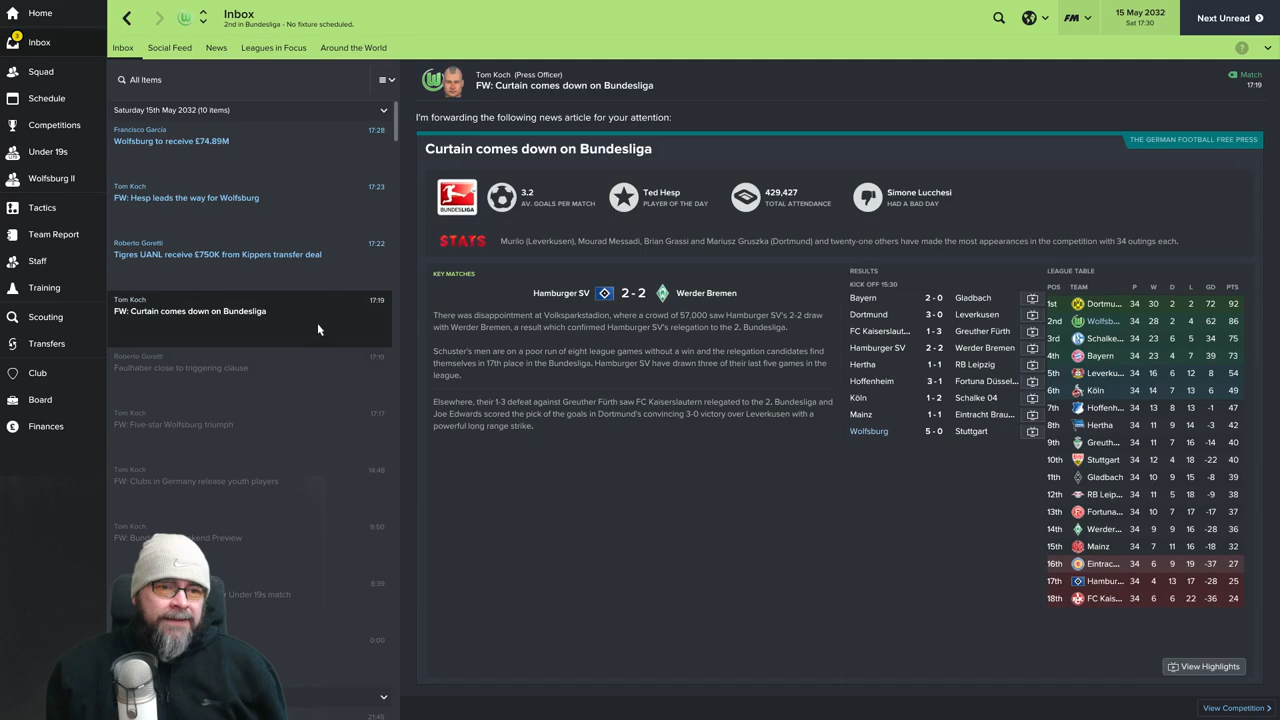 Home
3
Inbox
Squad
Schedule
Competitions
Under 19s
Wolfsburg II
Tactics
Team Report
Staff
Training
Scouting
Transfers
Club
Board
Finances
Inbox
2nd in Bundesliga - No fixture scheduled.
FM
15 May 2032
Sat 17:30
Next Unread
Inbox Social Feed News Leagues in Focus Around the World
?
All Items
Saturday 15th May 2032 (10 items)
Francisco García 17:28
Wolfsburg to receive £74.89M
Tom Koch 17:23
FW: Hesp leads the way for Wolfsburg
Roberto Goretti 17:22
Tigres UANL receive £750K from Kippers transfer deal
Tom Koch 17:19
FW: Curtain comes down on Bundesliga
Roberto Goretti 17:19
Faulhaber close to triggering clause
Tom Koch 17:17
FW: Five-star Wolfsburg triumph
Tom Koch 14:48
FW: Clubs in Germany release youth players
Tom Koch 9:50
8:39
Under 19s match
0:00
21:45
Tom Koch (Press Officer)
FW: Curtain comes down on Bundesliga
Match
17:19
I'm forwarding the following news article for your attention:
THE GERMAN FOOTBALL FREE PRESS
Curtain comes down on Bundesliga
BUNDESLIGA
3.2
AV. GOALS PER MATCH
Ted Hesp
PLAYER OF THE DAY
429,427
TOTAL ATTENDANCE
Simone Lucchesi
HAD A BAD DAY
STATS
Murilo (Leverkusen), Mourad Messadi, Brian Grassi and Mariusz Gruszka (Dortmund) and twenty-one others have made the most appearances in the competition with 34 outings each.
KEY MATCHES
Hamburger SV 2 - 2 Werder Bremen
There was disappointment at Volksparkstadion, where a crowd of 57,000 saw Hamburger SV's 2-2 draw
with Werder Bremen, a result which confirmed Hamburger SV's relegation to the 2. Bundesliga.
Schuster's men are on a poor run of eight league games without a win and the relegation candidates find
themselves in 17th place in the Bundesliga. Hamburger SV have drawn three of their last five games in the
league.
Elsewhere, their 1-3 defeat against Greuther Fürth saw FC Kaiserslautern relegated to the 2. Bundesliga and
Joe Edwards scored the pick of the goals in Dortmund's convincing 3-0 victory over Leverkusen with a
powerful long range strike.
RESULTS
KICK OFF 15:30
Bayern 2 - 0 Gladbach
Dortmund 3 - 0 Leverkusen
FC Kaiserslaut... 1 - 3 Greuther Fürth
Hamburger SV 2 - 2 Werder Bremen
Hertha 1 - 1 RB Leipzig
Hoffenheim 3 - 1 Fortuna Düssel...
Köln 1 - 2 Schalke 04
Mainz 1 - 1 Eintracht Brau...
Wolfsburg 5 - 0 Stuttgart
LEAGUE TABLE
POS TEAM P W D L GD PTS
1st Dortmu... 34 30 2 2 72 92
2nd Wolfsb... 34 28 2 4 62 86
3rd Schalke... 34 23 6 5 34 75
4th Bayern 34 23 4 7 39 73
5th Leverku... 34 16 6 12 8 54
6th Köln 34 14 7 13 6 49
7th Hoffenh... 34 13 8 13 -1 47
8th Hertha 34 11 9 14 -3 42
9th Greuth... 34 11 7 16 -14 40
10th Stuttgart 34 12 4 18 -22 40
11th Gladbach 34 10 9 15 -8 39
12th RB Leip... 34 11 5 18 -9 38
13th Fortuna... 34 10 7 17 -17 37
14th Werder... 34 9 9 16 -28 36
15th Mainz 34 7 11 16 -18 32
16th Eintrac... 34 6 9 19 -37 27
17th Hambur... 34 4 13 17 -28 25
18th FC Kais... 34 6 6 22 -36 24
View Highlights
View Competition